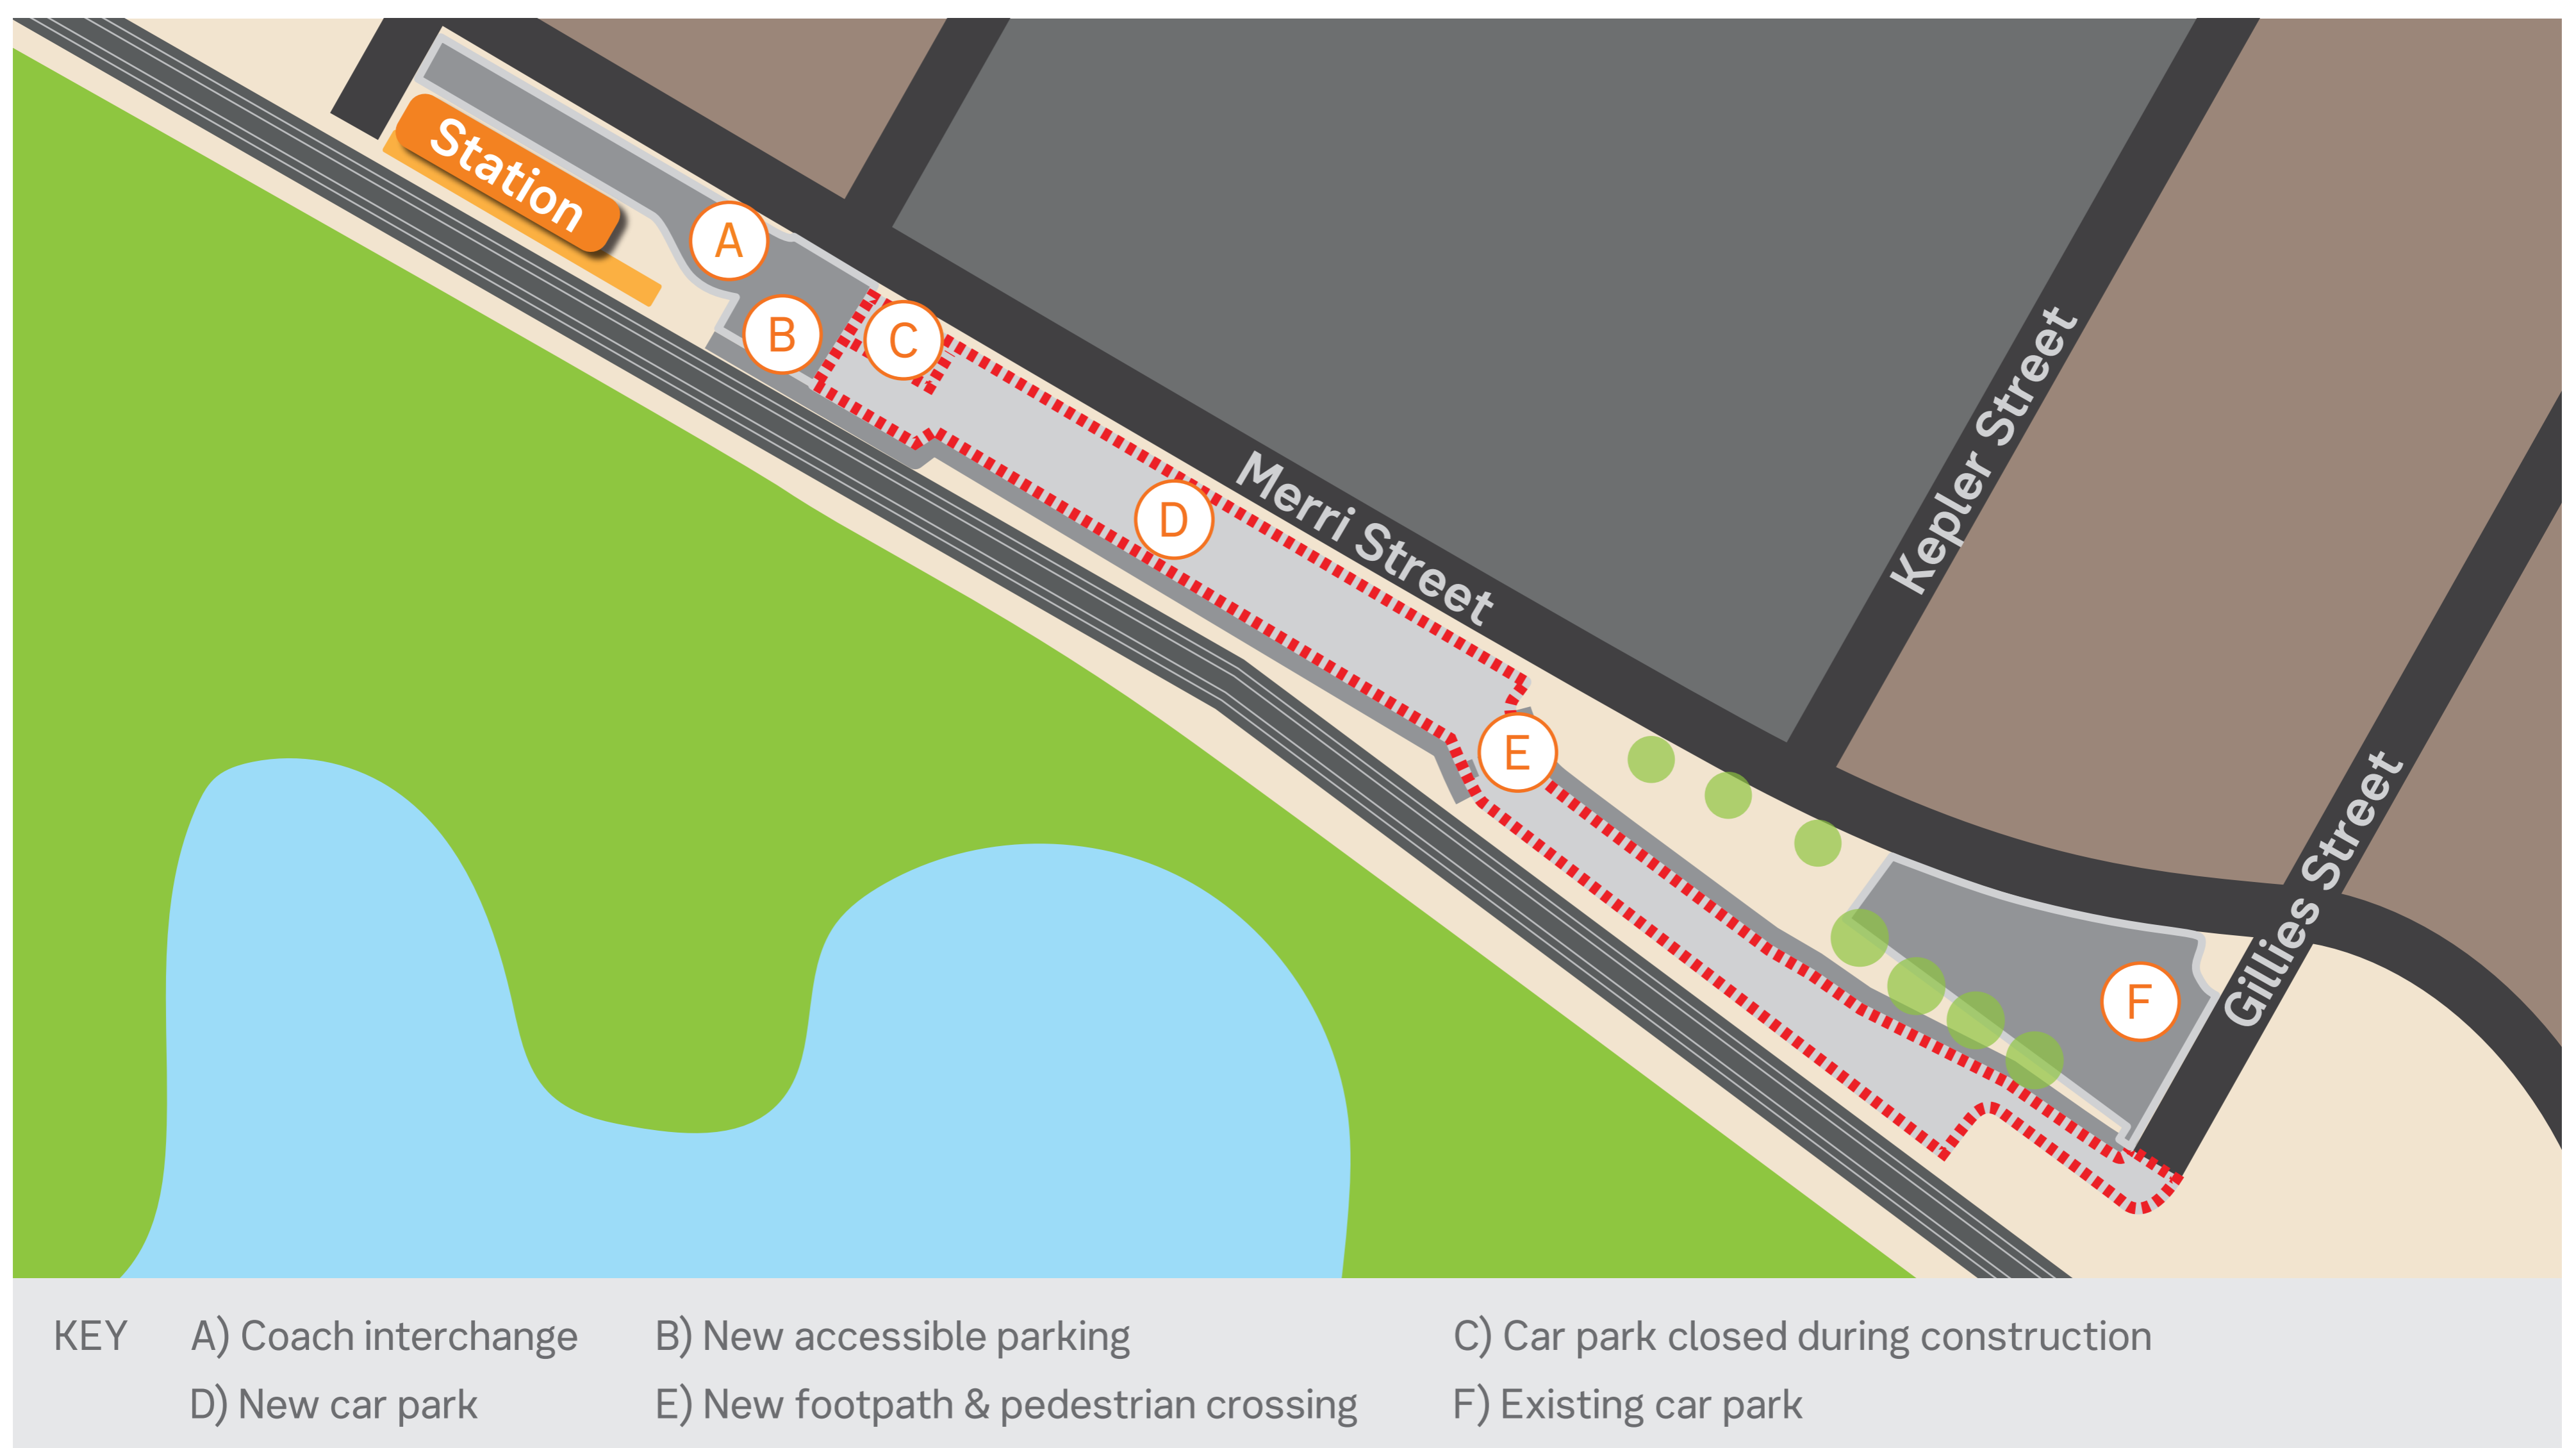 Station
A
B
C
D
Merri Street
Kepler Street
E
Gillies Street
F
KEY A) Coach interchange B) New accessible parking C) Car park closed during construction
D) New car park E) New footpath & pedestrian crossing F) Existing car park